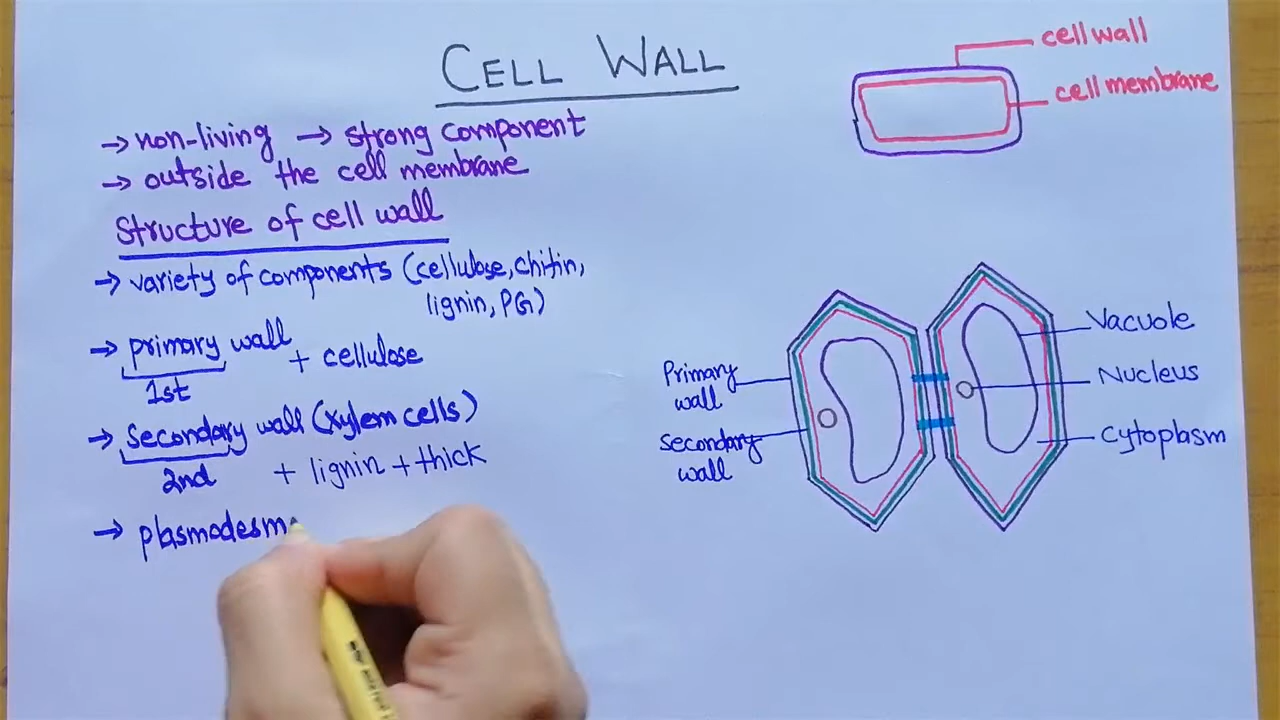 CELL WALL
→ non-living → strong component
→ outside the cell membrane
Structure of cell wall
→ variety of components (cellulose, chitin,
lignin, PG)
→ primary wall + cellulose
1st
→ Secondary wall (xylem cells)
2nd + lignin + thick
→ plasmodesm
cell wall
cell membrane
Primary
wall
Secondary
wall
Vacuole
Nucleus
Cytoplasm